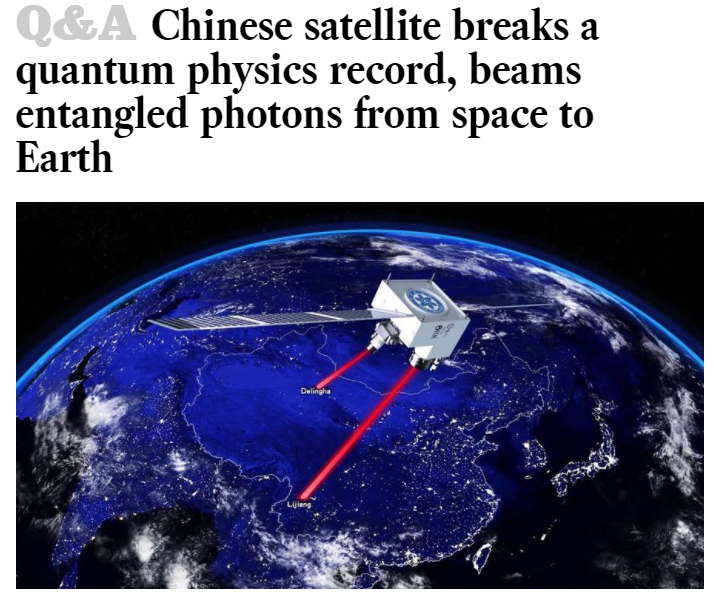 Q&A Chinese satellite breaks a
quantum physics record, beams
entangled photons from space to
Earth
Delingha
Lijiang